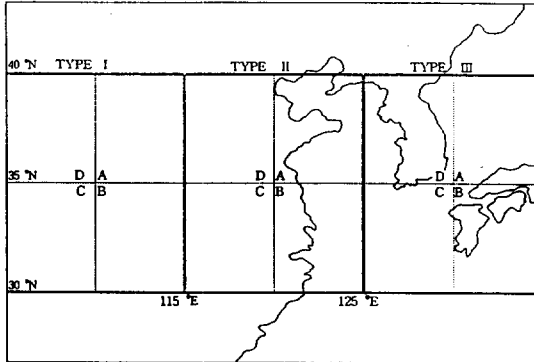 40 °N TYPE I TYPE II TYPE III
35 °N D A D A D A
C B C B C B
30 °N
115 °E 125 °E